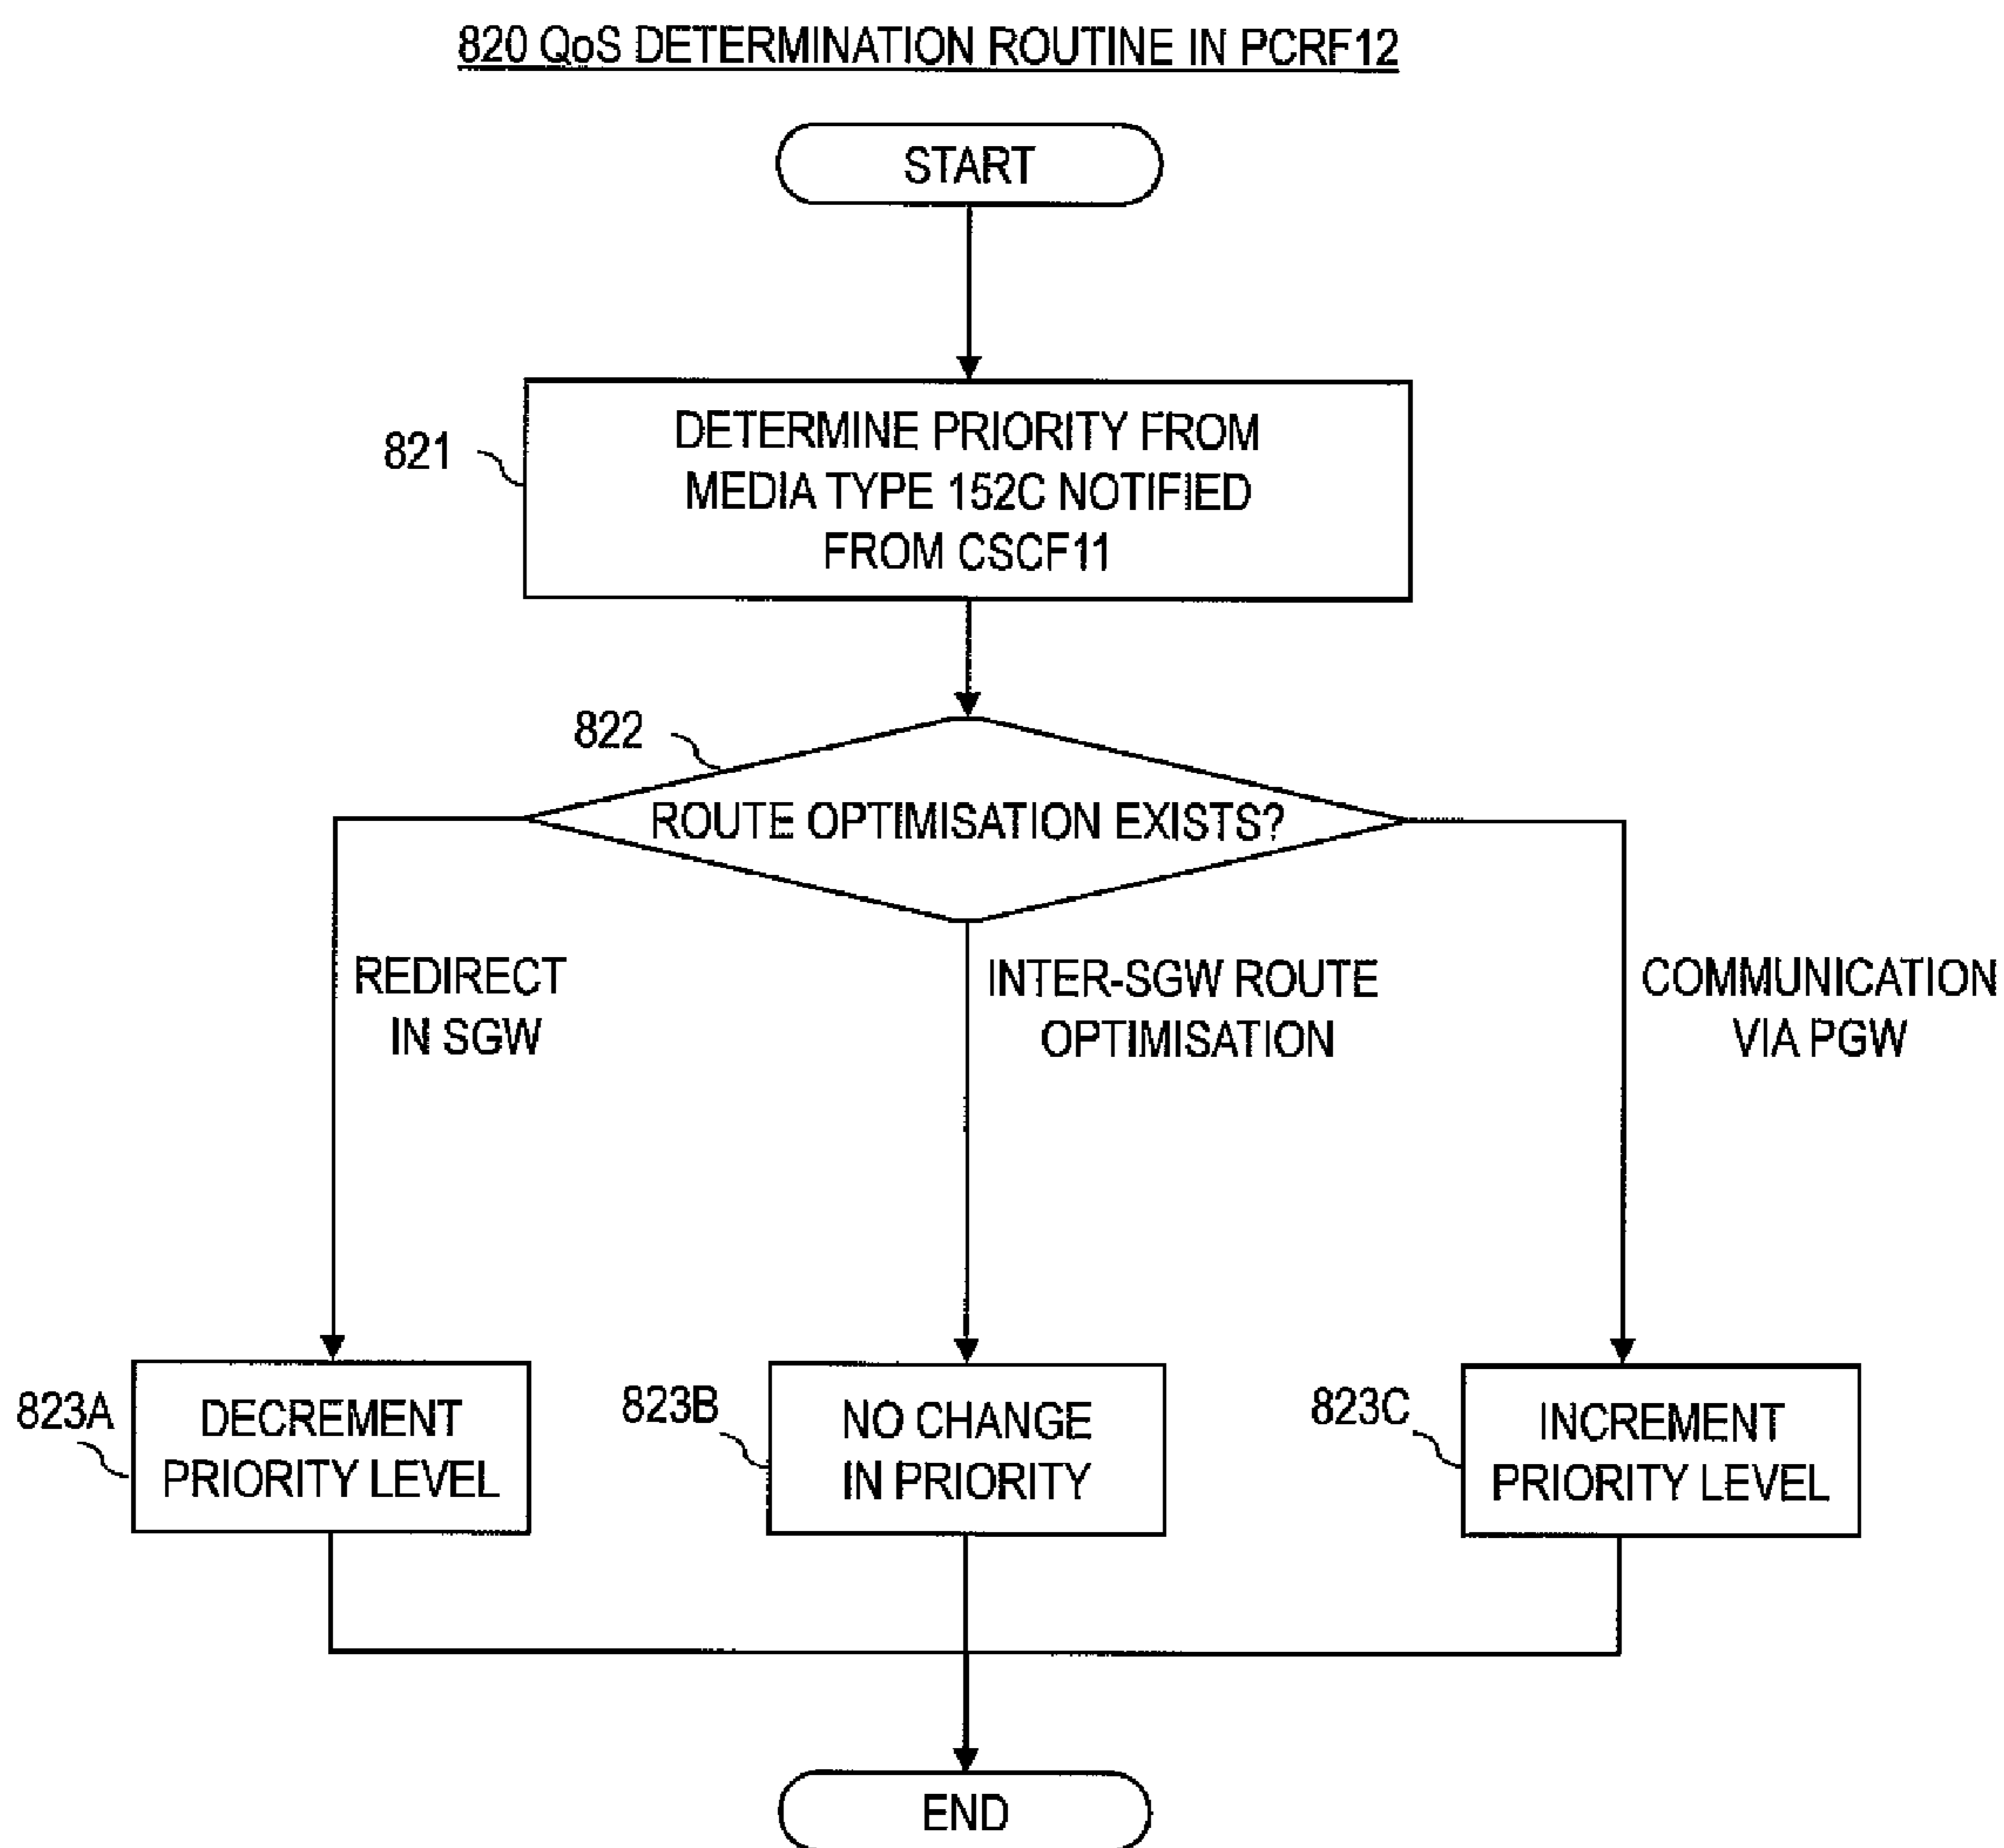 820 QoS DETERMINATION ROUTINE IN PCRF12
START
821
DETERMINE PRIORITY FROM
MEDIA TYPE 152C NOTIFIED
FROM CSCF11
822
ROUTE OPTIMISATION EXISTS?
REDIRECT
IN SGW
INTER-SGW ROUTE
OPTIMISATION
COMMUNICATION
VIA PGW
823A
DECREMENT
PRIORITY LEVEL
823B
NO CHANGE
IN PRIORITY
823C
INCREMENT
PRIORITY LEVEL
END